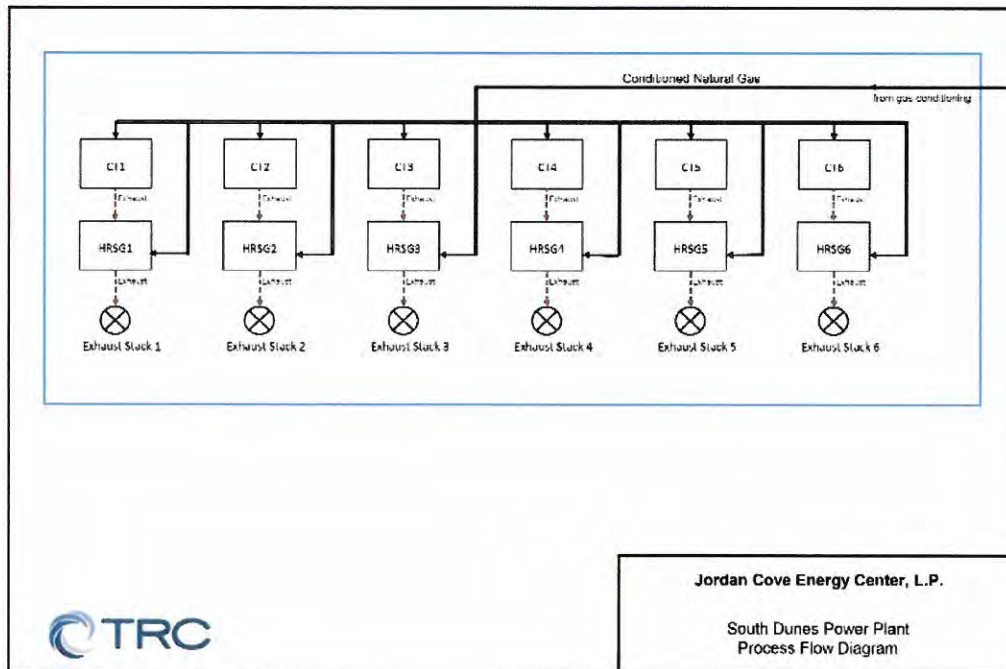 Conditioned Natural Gas
from gas conditioning
CT1 CT2 CT3 CT4 CT5 CT6
Exhaust Exhaust Exhaust Exhaust Exhaust Exhaust
HRSG1 HRSG2 HRSG3 HRSG4 HRSG5 HRSG6
Exhaust Exhaust Exhaust Exhaust Exhaust Exhaust
Exhaust Stack 1 Exhaust Stack 2 Exhaust Stack 3 Exhaust Stack 4 Exhaust Stack 5 Exhaust Stack 6
Jordan Cove Energy Center, L.P.
South Dunes Power Plant
Process Flow Diagram
TRC